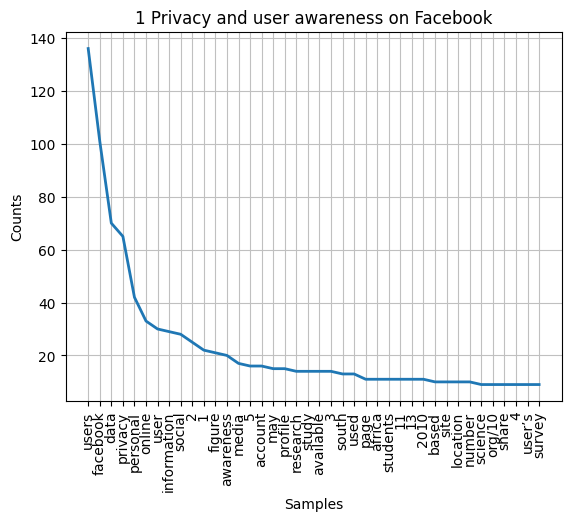 1 Privacy and user awareness on Facebook
140
120
100
80
60
40
20
Counts
users
facebook
data
privacy
personal
online
user
information
social
2
1
figure
awareness
media
5
account
may
profile
research
study
available
3
south
used
page
africa
students
11
13
2010
based
site
location
number
science
org/10
share
4
user's
survey
Samples